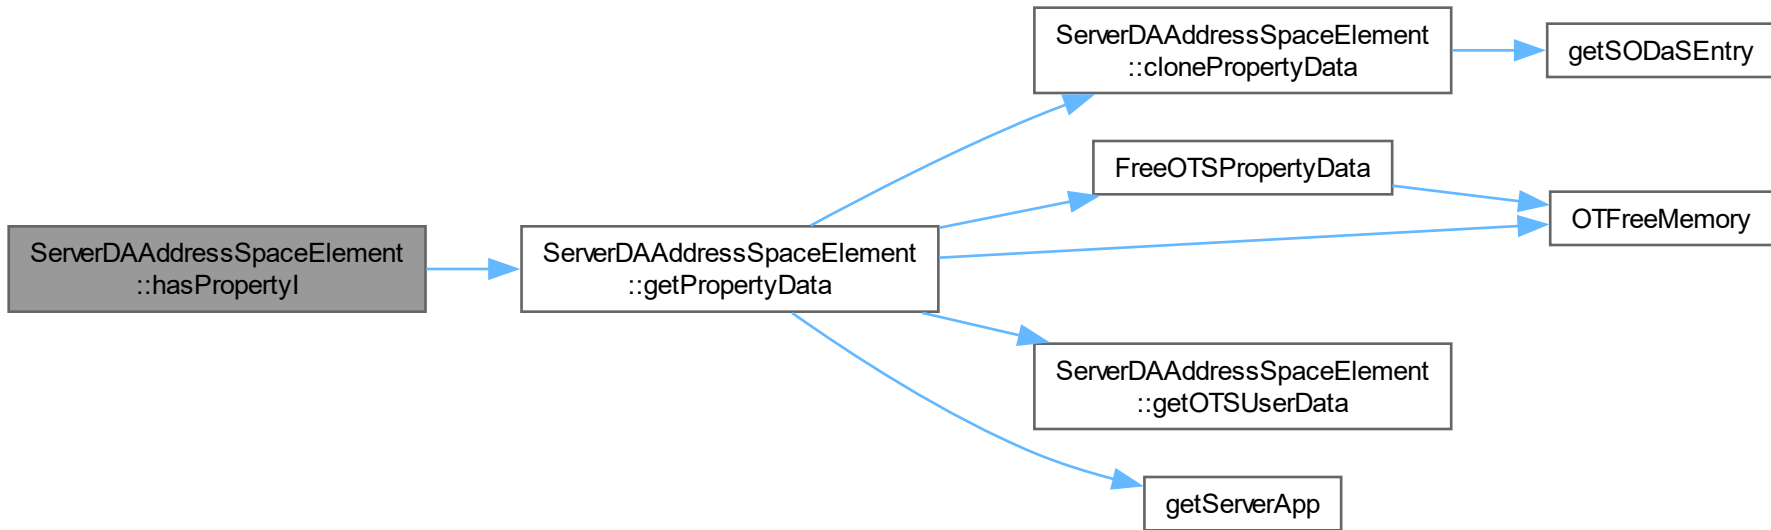 ServerDAAddressSpaceElement
::hasPropertyI
ServerDAAddressSpaceElement
::getPropertyData
ServerDAAddressSpaceElement
::clonePropertyData
getSODaSEntry
FreeOTSPropertyData
OTFreeMemory
ServerDAAddressSpaceElement
::getOTSUserData
getServerApp